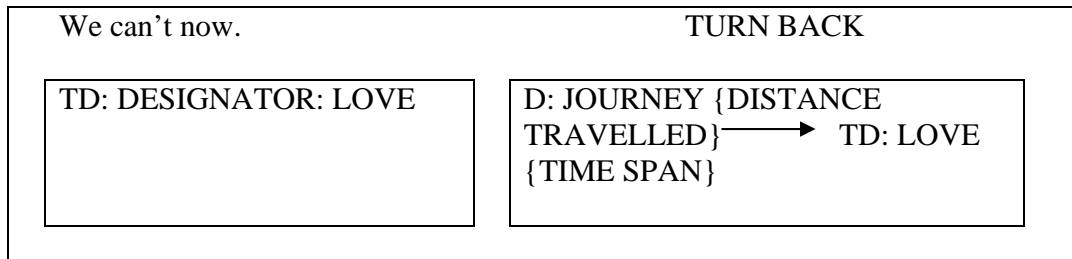 We can’t now. TURN BACK
TD: DESIGNATOR: LOVE
D: JOURNEY {DISTANCE
TRAVELLED} TD: LOVE
{TIME SPAN}